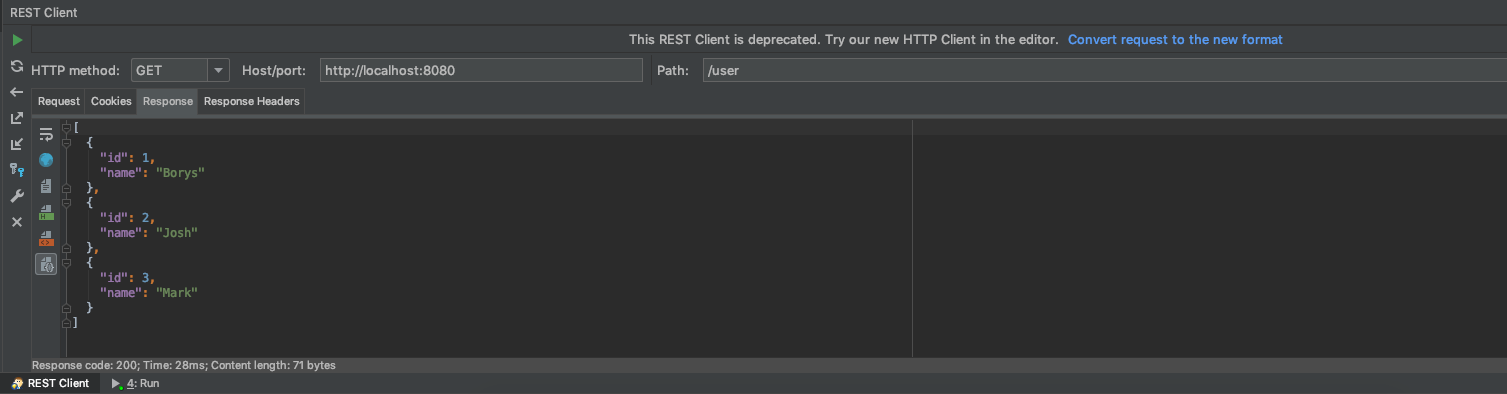 REST Client
This REST Client is deprecated. Try our new HTTP Client in the editor. Convert request to the new format
HTTP method: GET Host/port: http://localhost:8080 Path: /user
Request Cookies Response Response Headers
[
{
"id": 1,
"name": "Borys"
},
{
"id": 2,
"name": "Josh"
},
{
"id": 3,
"name": "Mark"
}
]
Response code: 200; Time: 28ms; Content length: 71 bytes
REST Client 4: Run